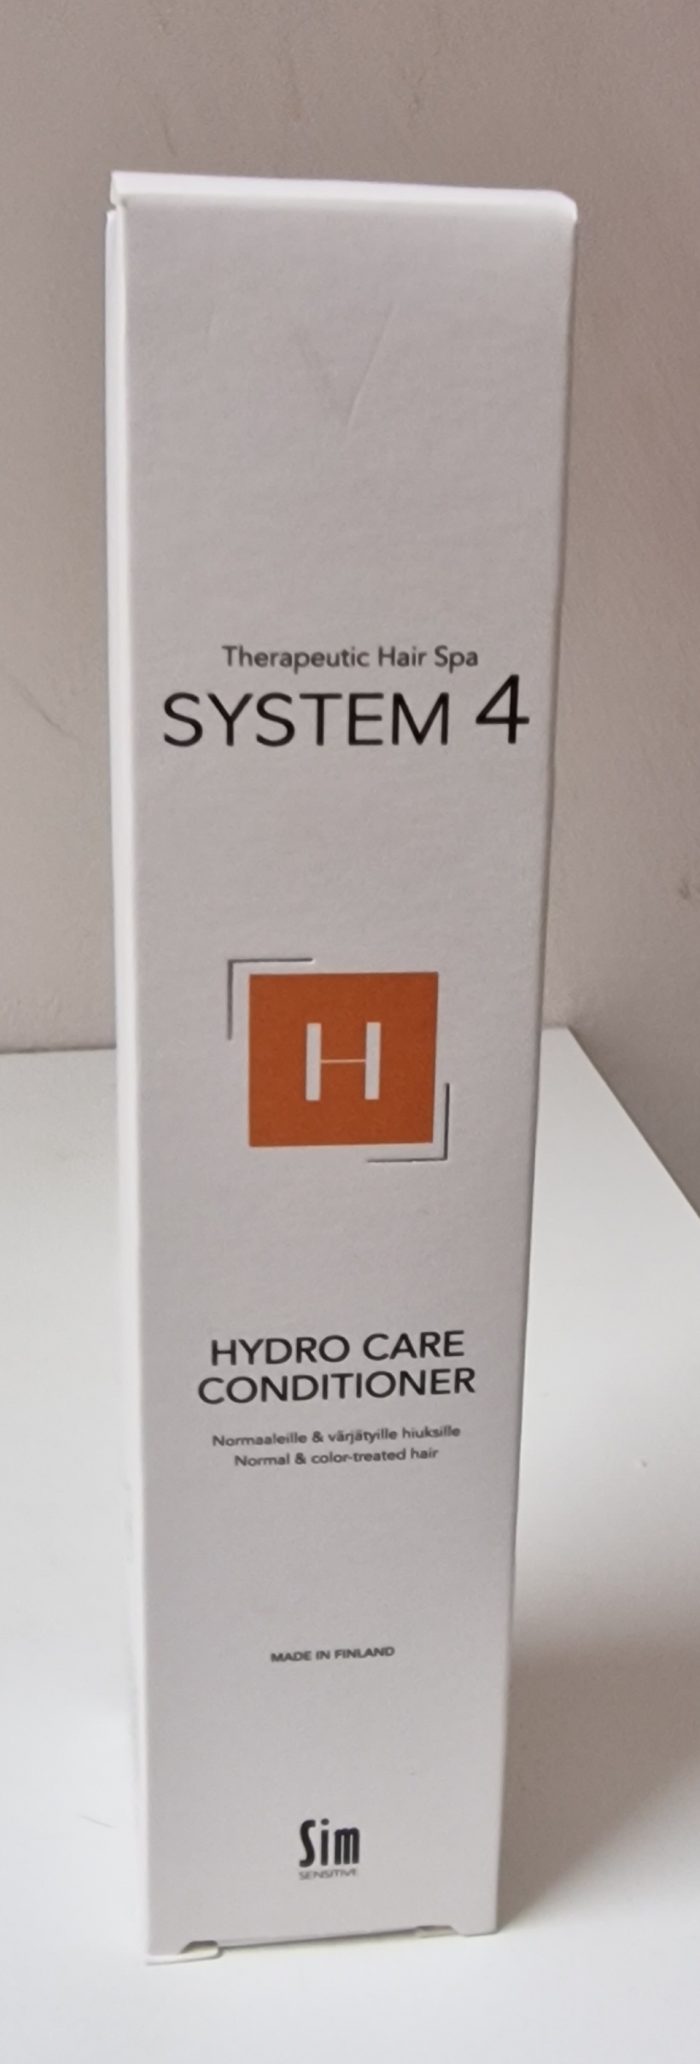 Therapeutic Hair Spa
SYSTEM 4
H
HYDRO CARE
CONDITIONER
Normaaleille & värjätyille hiuksille
Normal & color-treated hair
MADE IN FINLAND
Sim
SENSITIVE